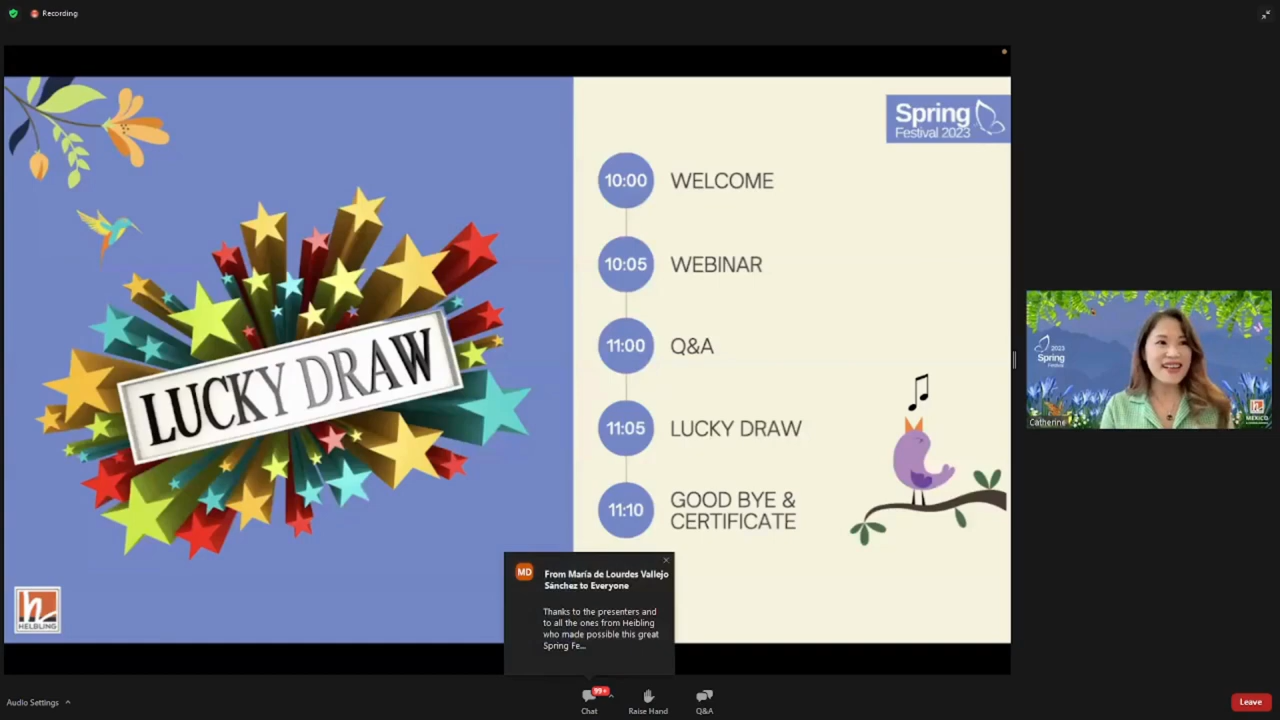 Recording
LUCKY DRAW
HELBLING
Spring
Festival 2023
10:00 WELCOME
10:05 WEBINAR
11:00 Q&A
11:05 LUCKY DRAW
11:10 GOOD BYE &
CERTIFICATE
MD
From María de Lourdes Vallejo
Sánchez to Everyone
Thanks to the presenters and
to all the ones from Heibling
who made possible this great
Spring Fe...
2023
Spring
Festival
MEXICO
Catherine
Audio Settings
99+
Chat
Raise Hand
Q&A
Leave